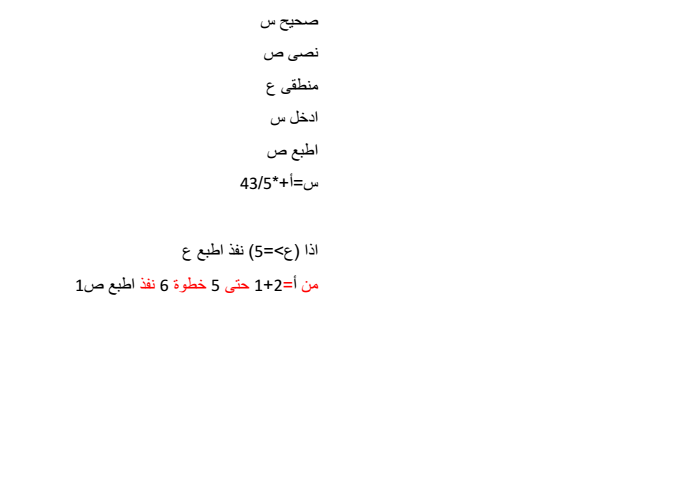 صحيح س
نصى ص
منطقى ع
ادخل س
اطبع ص
س=أ+*43/5
اذا (ع>=5) نفذ اطبع ع
من أ=2+1 حتى 5 خطوة 6 نفذ اطبع ص1